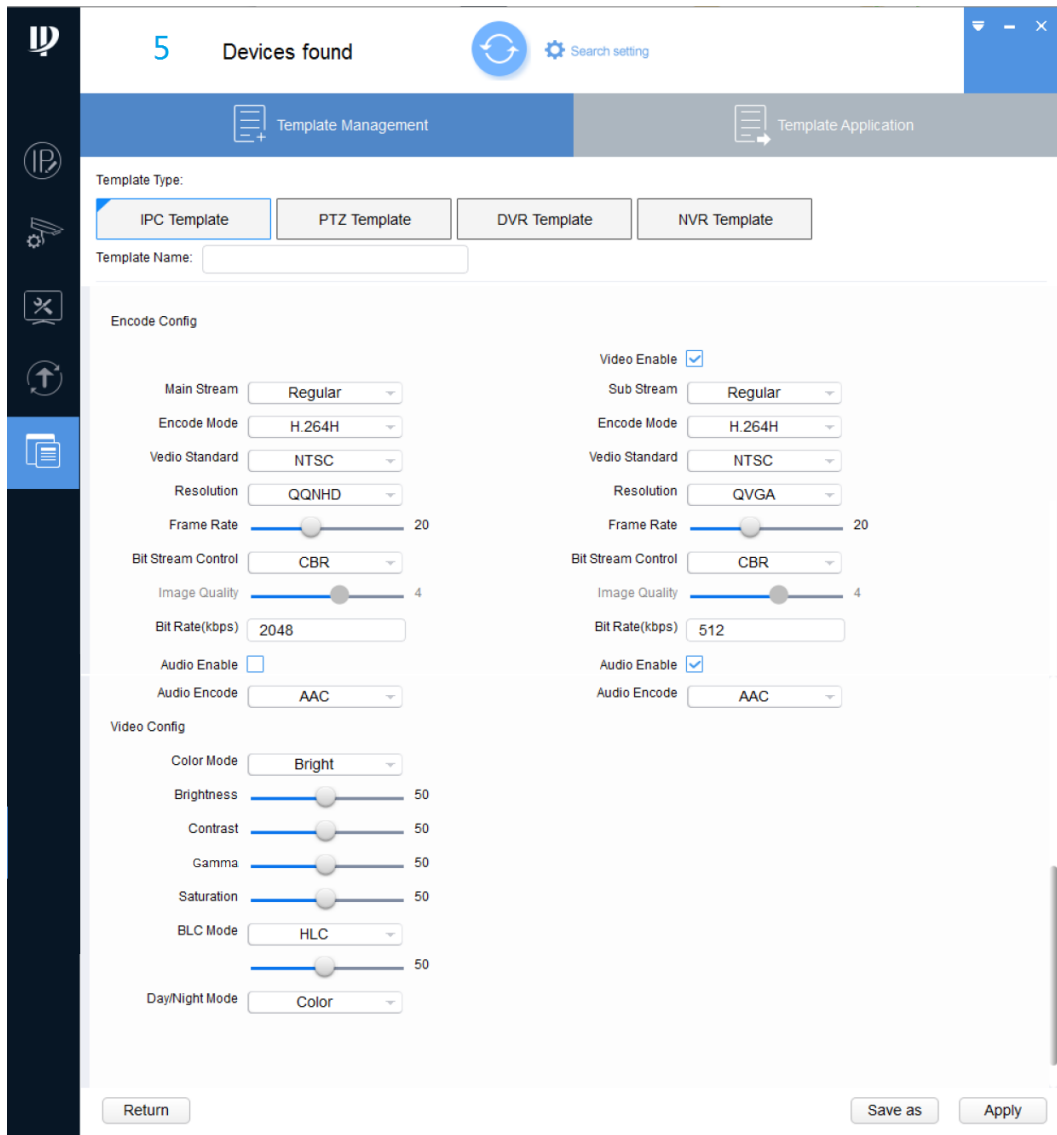 5 Devices found Search setting
Template Management Template Application
Template Type:
IPC Template PTZ Template DVR Template NVR Template
Template Name:
Encode Config
Video Enable
Main Stream Regular Sub Stream Regular
Encode Mode H.264H Encode Mode H.264H
Vedio Standard NTSC Vedio Standard NTSC
Resolution QQNHD Resolution QVGA
Frame Rate 20 Frame Rate 20
Bit Stream Control CBR Bit Stream Control CBR
Image Quality 4 Image Quality 4
Bit Rate(kbps) 2048 Bit Rate(kbps) 512
Audio Enable Audio Enable
Audio Encode AAC Audio Encode AAC
Video Config
Color Mode Bright
Brightness 50
Contrast 50
Gamma 50
Saturation 50
BLC Mode HLC
50
Day/Night Mode Color
Return Save as Apply